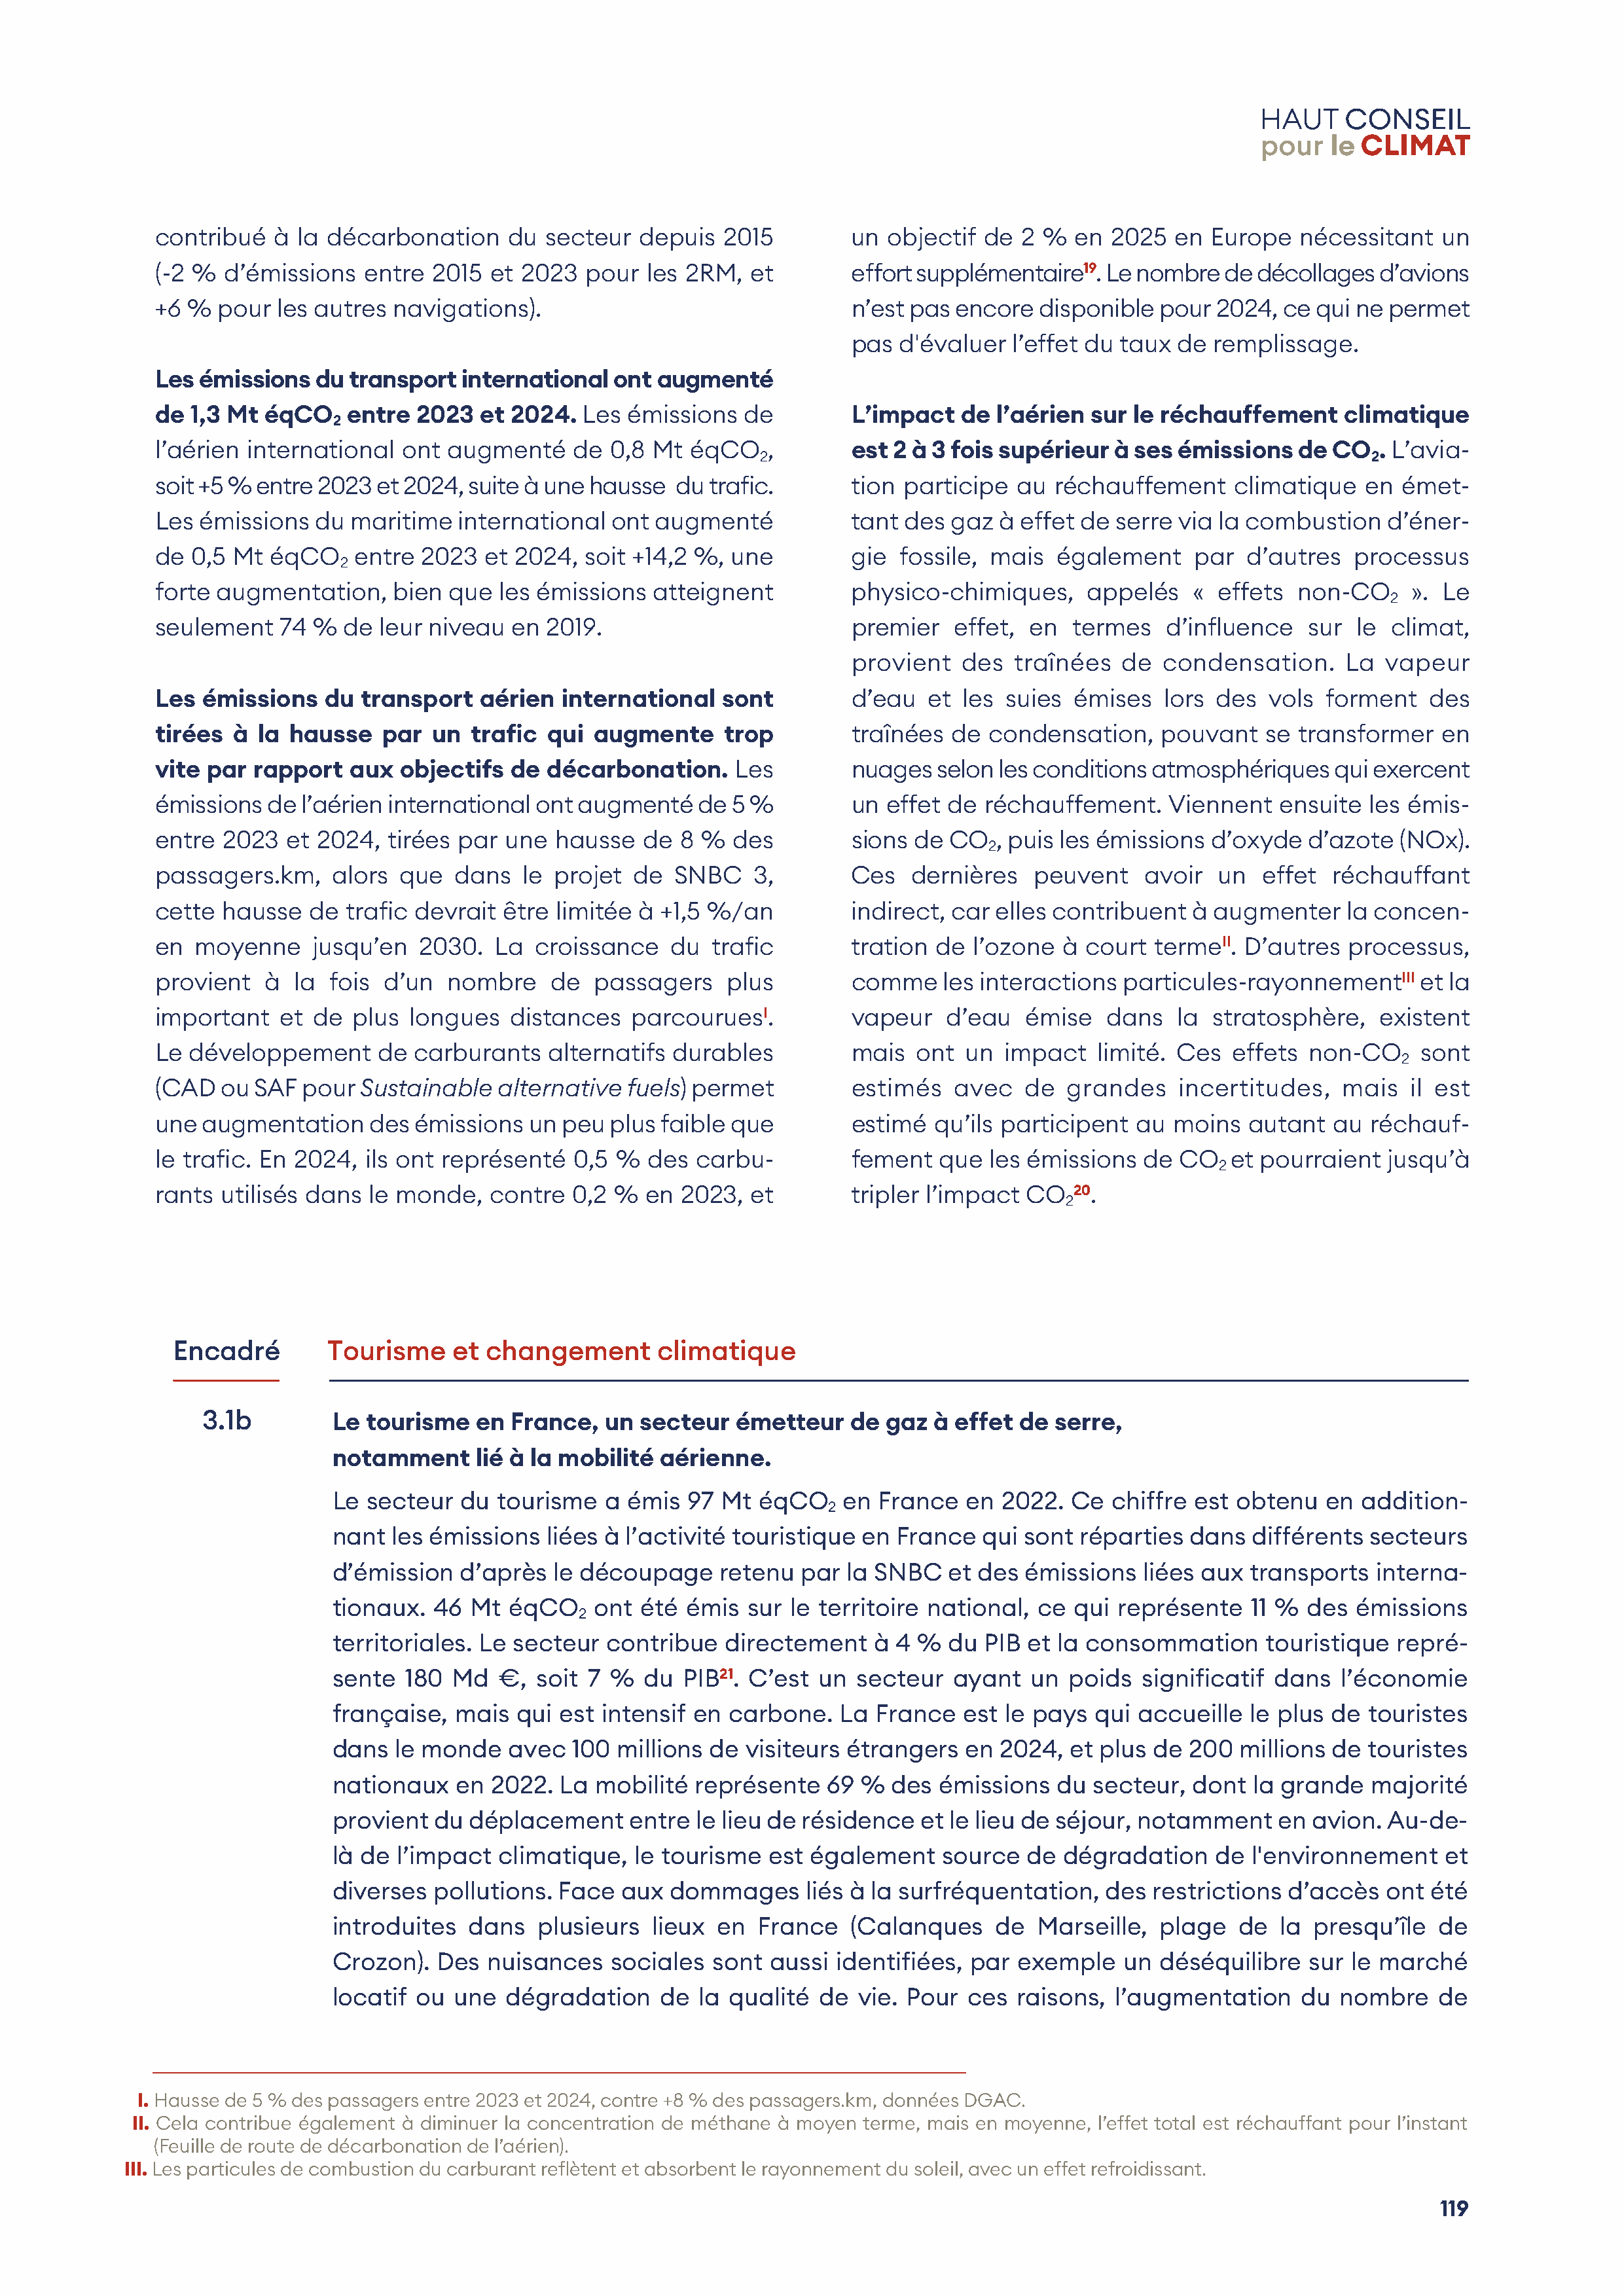 HAUT CONSEIL
pour le CLIMAT
contribué à la décarbonation du secteur depuis 2015
(-2 % d’émissions entre 2015 et 2023 pour les 2RM, et
+6 % pour les autres navigations).
Les émissions du transport international ont augmenté
de 1,3 Mt éqCO₂ entre 2023 et 2024. Les émissions de
l’aérien international ont augmenté de 0,8 Mt éqCO₂,
soit +5 % entre 2023 et 2024, suite à une hausse du trafic.
Les émissions du maritime international ont augmenté
de 0,5 Mt éqCO₂ entre 2023 et 2024, soit +14,2 %, une
forte augmentation, bien que les émissions atteignent
seulement 74 % de leur niveau en 2019.
Les émissions du transport aérien international sont
tirées à la hausse par un trafic qui augmente trop
vite par rapport aux objectifs de décarbonation. Les
émissions de l’aérien international ont augmenté de 5 %
entre 2023 et 2024, tirées par une hausse de 8 % des
passagers.km, alors que dans le projet de SNBC 3,
cette hausse de trafic devrait être limitée à +1,5 %/an
en moyenne jusqu’en 2030. La croissance du trafic
provient à la fois d’un nombre de passagers plus
important et de plus longues distances parcouruesᴵ.
Le développement de carburants alternatifs durables
(CAD ou SAF pour Sustainable alternative fuels) permet
une augmentation des émissions un peu plus faible que
le trafic. En 2024, ils ont représenté 0,5 % des carbu-
rants utilisés dans le monde, contre 0,2 % en 2023, et
un objectif de 2 % en 2025 en Europe nécessitant un
effort supplémentaire¹⁹. Le nombre de décollages d’avions
n’est pas encore disponible pour 2024, ce qui ne permet
pas d'évaluer l’effet du taux de remplissage.
L’impact de l’aérien sur le réchauffement climatique
est 2 à 3 fois supérieur à ses émissions de CO₂. L’avia-
tion participe au réchauffement climatique en émet-
tant des gaz à effet de serre via la combustion d’éner-
gie fossile, mais également par d’autres processus
physico-chimiques, appelés « effets non-CO₂ ». Le
premier effet, en termes d’influence sur le climat,
provient des traînées de condensation. La vapeur
d’eau et les suies émises lors des vols forment des
traînées de condensation, pouvant se transformer en
nuages selon les conditions atmosphériques qui exercent
un effet de réchauffement. Viennent ensuite les émis-
sions de CO₂, puis les émissions d’oxyde d’azote (NOx).
Ces dernières peuvent avoir un effet réchauffant
indirect, car elles contribuent à augmenter la concen-
tration de l’ozone à court termeᴵᴵ. D’autres processus,
comme les interactions particules-rayonnementᴵᴵᴵ et la
vapeur d’eau émise dans la stratosphère, existent
mais ont un impact limité. Ces effets non-CO₂ sont
estimés avec de grandes incertitudes, mais il est
estimé qu’ils participent au moins autant au réchauf-
fement que les émissions de CO₂ et pourraient jusqu’à
tripler l’impact CO₂²⁰.
Encadré Tourisme et changement climatique
3.1b Le tourisme en France, un secteur émetteur de gaz à effet de serre,
notamment lié à la mobilité aérienne.
Le secteur du tourisme a émis 97 Mt éqCO₂ en France en 2022. Ce chiffre est obtenu en addition-
nant les émissions liées à l’activité touristique en France qui sont réparties dans différents secteurs
d’émission d’après le découpage retenu par la SNBC et des émissions liées aux transports interna-
tionaux. 46 Mt éqCO₂ ont été émis sur le territoire national, ce qui représente 11 % des émissions
territoriales. Le secteur contribue directement à 4 % du PIB et la consommation touristique repré-
sente 180 Md €, soit 7 % du PIB²¹. C’est un secteur ayant un poids significatif dans l’économie
française, mais qui est intensif en carbone. La France est le pays qui accueille le plus de touristes
dans le monde avec 100 millions de visiteurs étrangers en 2024, et plus de 200 millions de touristes
nationaux en 2022. La mobilité représente 69 % des émissions du secteur, dont la grande majorité
provient du déplacement entre le lieu de résidence et le lieu de séjour, notamment en avion. Au-de-
là de l’impact climatique, le tourisme est également source de dégradation de l'environnement et
diverses pollutions. Face aux dommages liés à la surfréquentation, des restrictions d’accès ont été
introduites dans plusieurs lieux en France (Calanques de Marseille, plage de la presqu’île de
Crozon). Des nuisances sociales sont aussi identifiées, par exemple un déséquilibre sur le marché
locatif ou une dégradation de la qualité de vie. Pour ces raisons, l’augmentation du nombre de
I. Hausse de 5 % des passagers entre 2023 et 2024, contre +8 % des passagers.km, données DGAC.
II. Cela contribue également à diminuer la concentration de méthane à moyen terme, mais en moyenne, l’effet total est réchauffant pour l’instant
(Feuille de route de décarbonation de l’aérien).
III. Les particules de combustion du carburant reflètent et absorbent le rayonnement du soleil, avec un effet refroidissant.
119